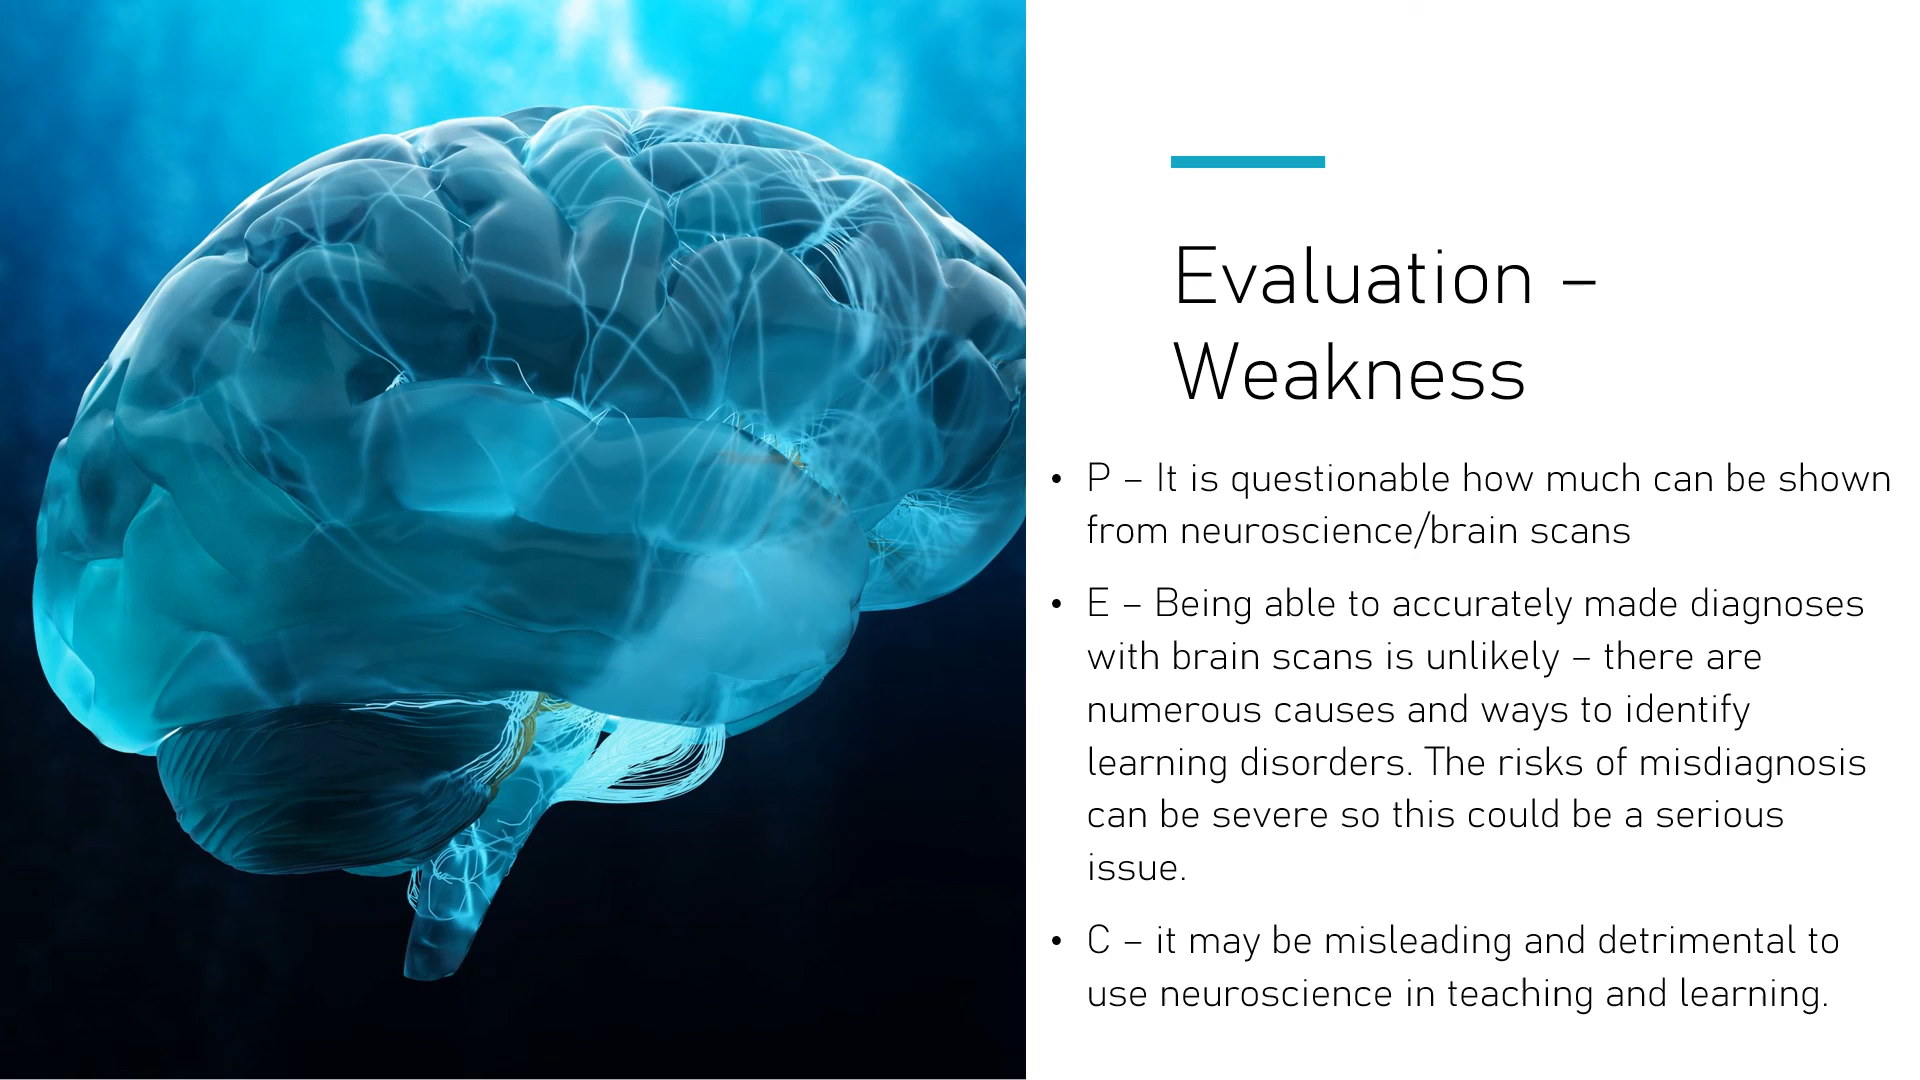 Evaluation –
Weakness
• P – It is questionable how much can be shown
from neuroscience/brain scans
• E – Being able to accurately made diagnoses
with brain scans is unlikely – there are
numerous causes and ways to identify
learning disorders. The risks of misdiagnosis
can be severe so this could be a serious
issue.
• C – it may be misleading and detrimental to
use neuroscience in teaching and learning.